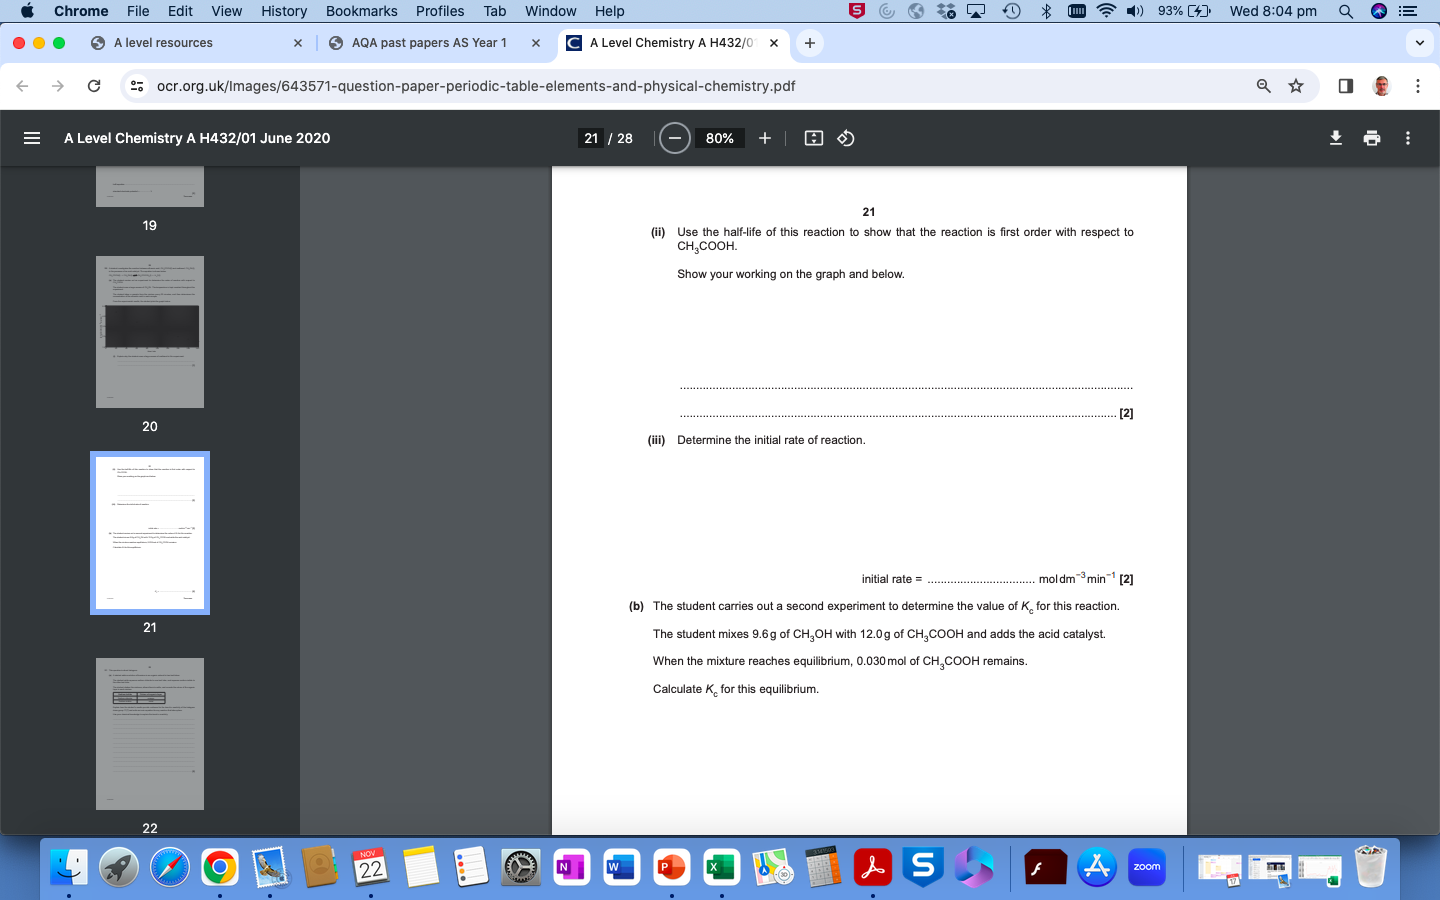 Chrome File Edit View History Bookmarks Profiles Tab Window Help 93% Wed 8:04 pm
A level resources
AQA past papers AS Year 1
A Level Chemistry A H432/0
ocr.org.uk/Images/643571-question-paper-periodic-table-elements-and-physical-chemistry.pdf
A Level Chemistry A H432/01 June 2020
21 / 28
80%
19
20
21
22
21
(ii) Use the half-life of this reaction to show that the reaction is first order with respect to
CH₃COOH.
Show your working on the graph and below.
.......................................................................................................................................
................................................................................................................................... [2]
(iii) Determine the initial rate of reaction.
initial rate = ................................. mol dm⁻³ min⁻¹ [2]
(b) The student carries out a second experiment to determine the value of Kc for this reaction.
The student mixes 9.6 g of CH₃OH with 12.0 g of CH₃COOH and adds the acid catalyst.
When the mixture reaches equilibrium, 0.030 mol of CH₃COOH remains.
Calculate Kc for this equilibrium.
NOV
22
zoom